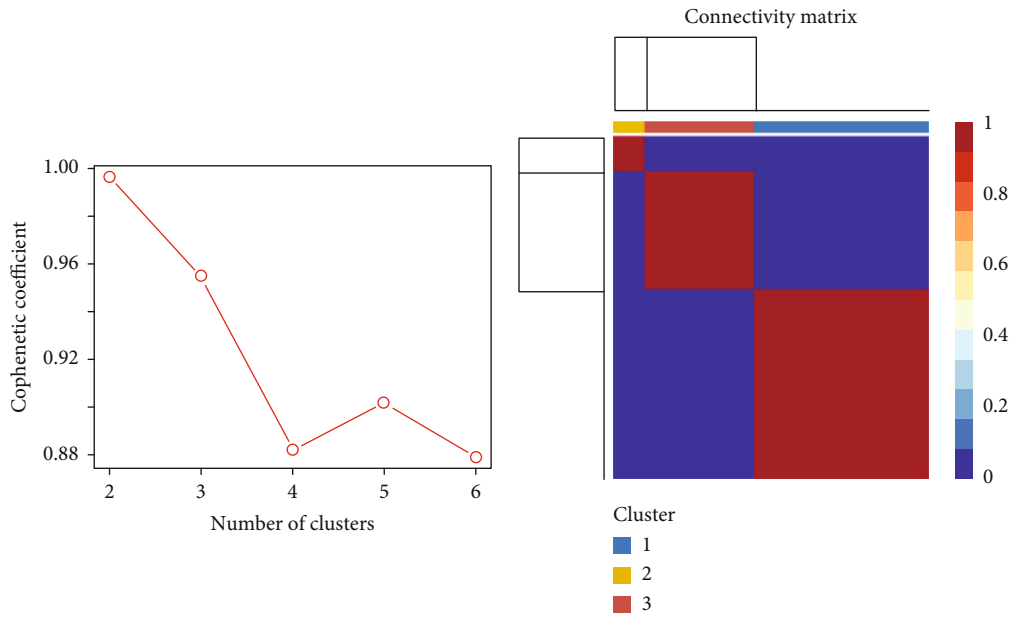 1.00
0.96
0.92
0.88
Cophenetic coefficient
2 3 4 5 6
Number of clusters
Connectivity matrix
1
0.8
0.6
0.4
0.2
0
Cluster
1
2
3